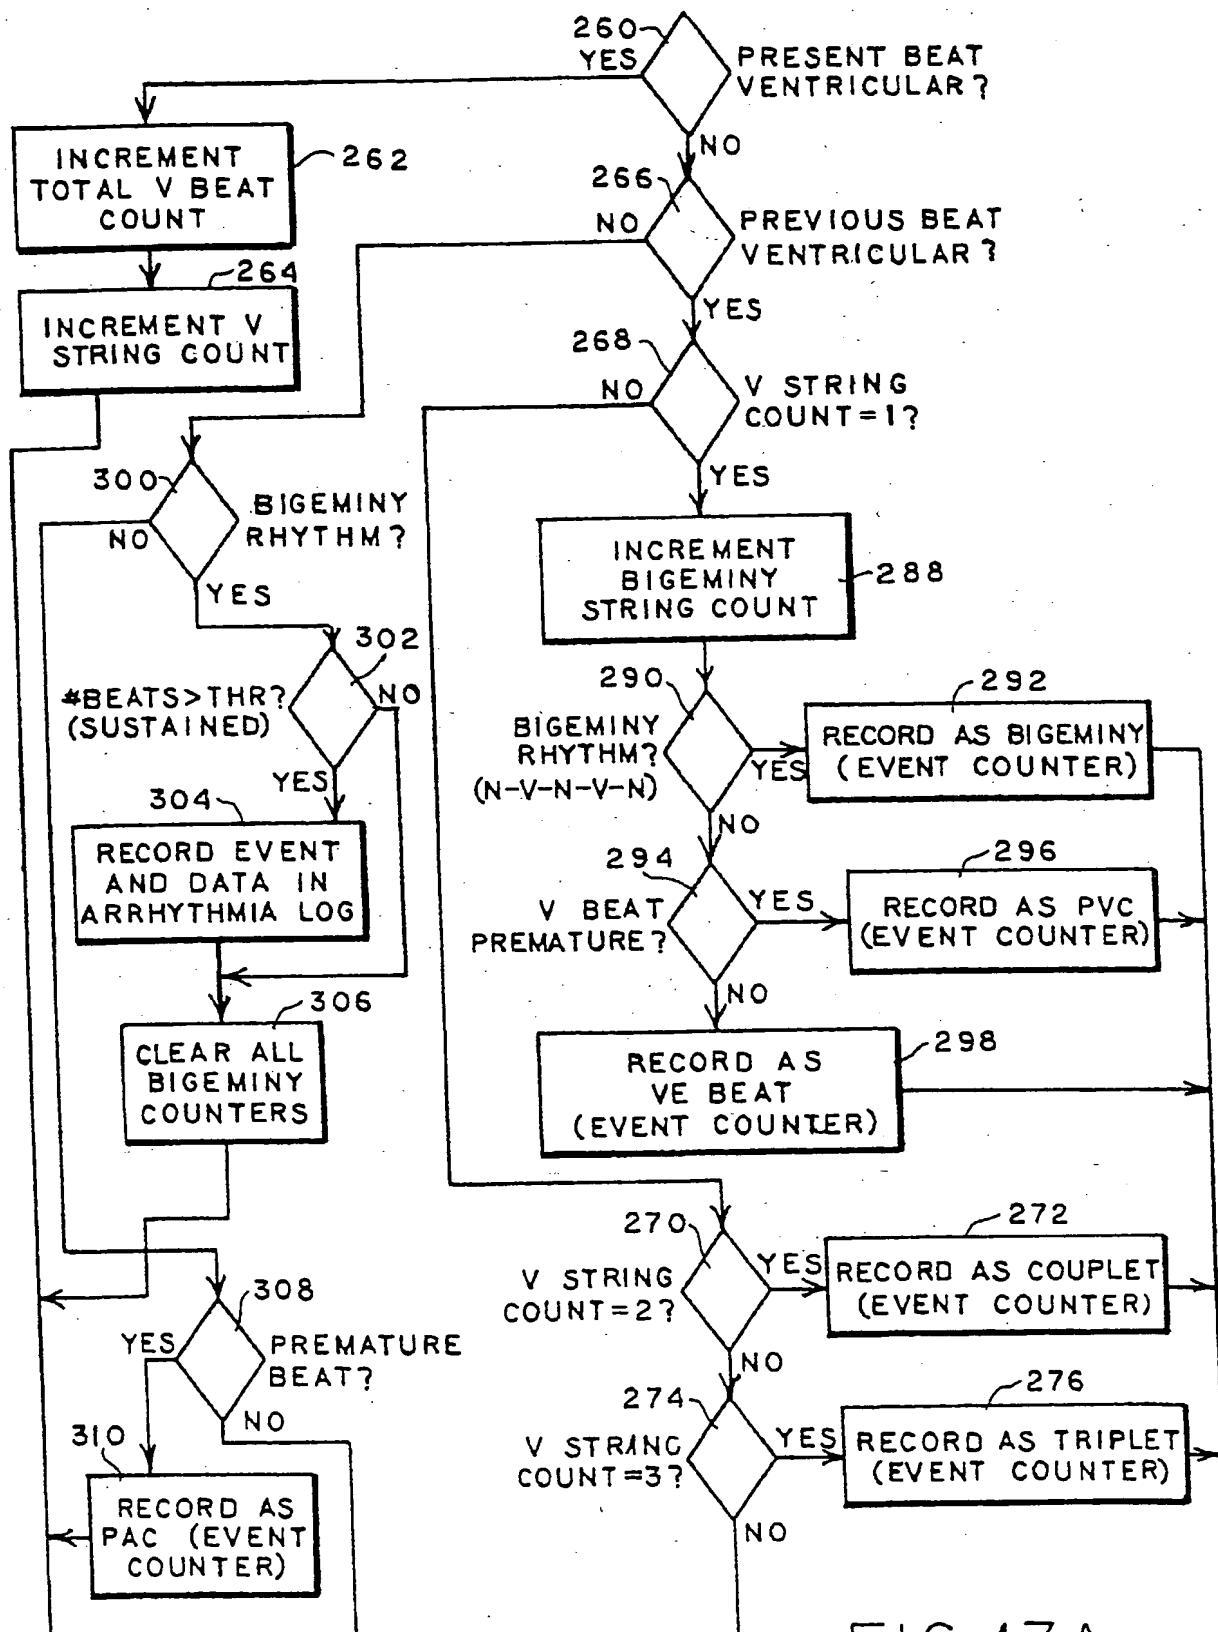 260
YES
PRESENT BEAT
VENTRICULAR?
NO
INCREMENT
TOTAL V BEAT
COUNT
262
266
NO
PREVIOUS BEAT
VENTRICULAR?
YES
264
INCREMENT V
STRING COUNT
268
NO
V STRING
COUNT=1?
YES
300
NO
BIGEMINY
RHYTHM?
YES
INCREMENT
BIGEMINY
STRING COUNT
288
302
#BEATS>THR?
(SUSTAINED)
NO
YES
290
BIGEMINY
RHYTHM?
(N-V-N-V-N)
YES
NO
292
RECORD AS BIGEMINY
(EVENT COUNTER)
304
RECORD EVENT
AND DATA IN
ARRHYTHMIA LOG
294
V BEAT
PREMATURE?
YES
NO
296
RECORD AS PVC
(EVENT COUNTER)
306
CLEAR ALL
BIGEMINY
COUNTERS
298
RECORD AS
VE BEAT
(EVENT COUNTER)
270
V STRING
COUNT=2?
YES
NO
272
RECORD AS COUPLET
(EVENT COUNTER)
308
YES
PREMATURE
BEAT?
NO
274
V STRING
COUNT=3?
YES
NO
276
RECORD AS TRIPLET
(EVENT COUNTER)
310
RECORD AS
PAC (EVENT
COUNTER)